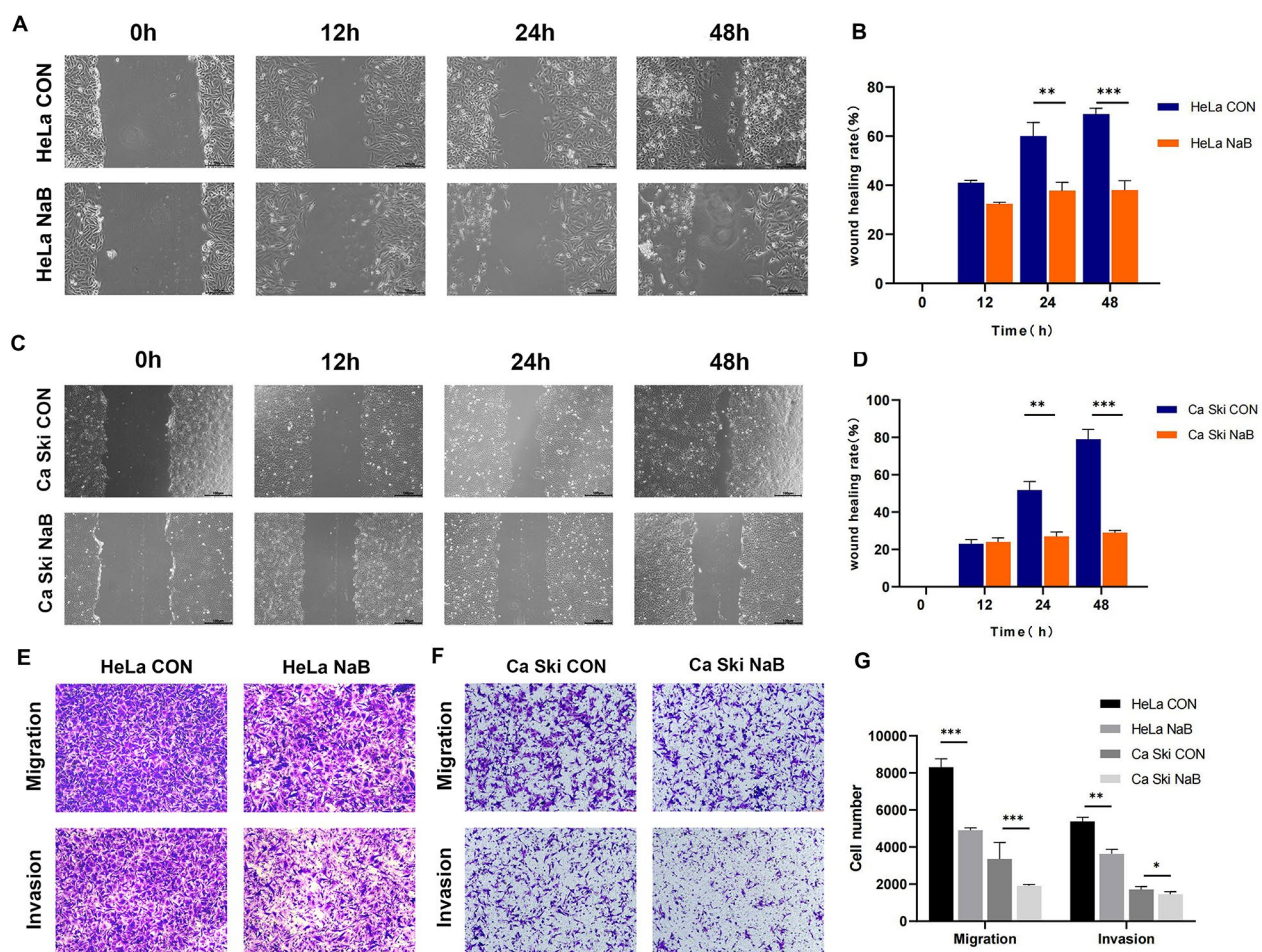 A
0h 12h 24h 48h
HeLa CON
HeLa NaB
B
wound healing rate(%)
80
60
40
20
0
** ***
0 12 24 48
Time( h)
HeLa CON
HeLa NaB
C
0h 12h 24h 48h
Ca Ski CON
Ca Ski NaB
D
wound healing rate(%)
100
80
60
40
20
0
** ***
0 12 24 48
Time( h)
Ca Ski CON
Ca Ski NaB
E
HeLa CON HeLa NaB
Migration
Invasion
F
Ca Ski CON Ca Ski NaB
Migration
Invasion
G
HeLa CON
HeLa NaB
Ca Ski CON
Ca Ski NaB
Cell number
10000
8000
6000
4000
2000
0
*** *** ** *
Migration Invasion